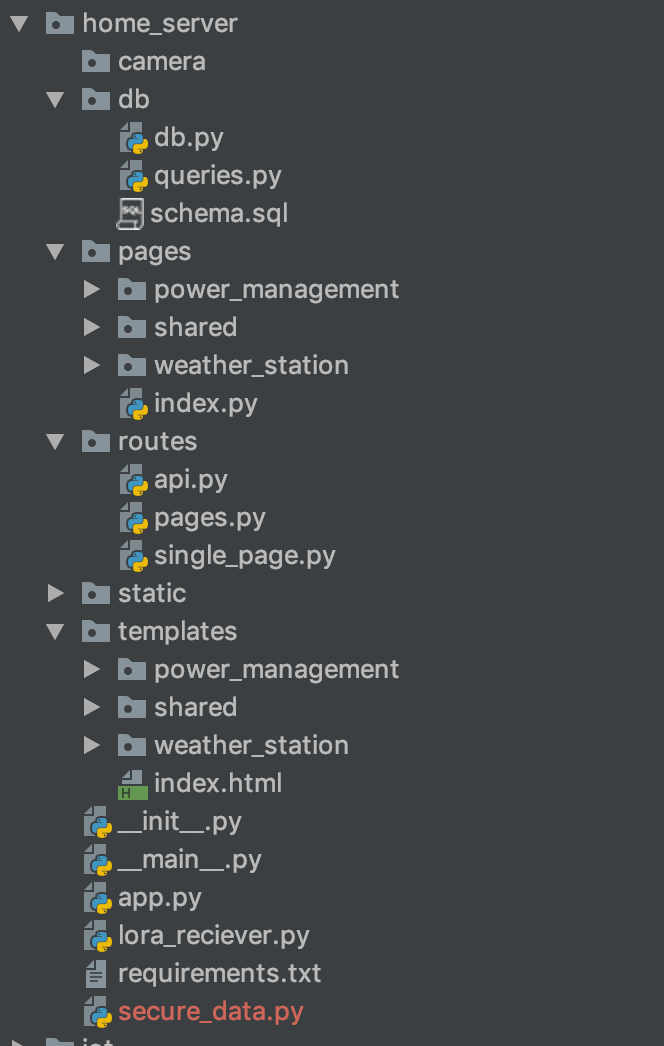 home_server
camera
db
db.py
queries.py
schema.sql
pages
power_management
shared
weather_station
index.py
routes
api.py
pages.py
single_page.py
static
templates
power_management
shared
weather_station
index.html
__init__.py
__main__.py
app.py
lora_reciever.py
requirements.txt
secure_data.py